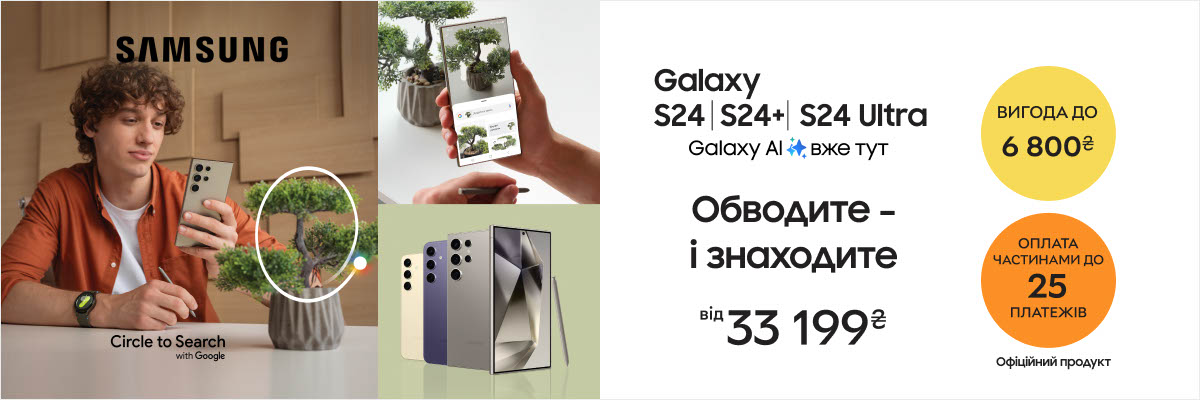 SAMSUNG
Circle to Search
with Google
Galaxy
S24 | S24+ | S24 Ultra
Galaxy AI вже тут
Обводите –
і знаходите
від 33 199₴
ВИГОДА ДО
6 800₴
ОПЛАТА
ЧАСТИНАМИ ДО
25
ПЛАТЕЖІВ
Офіційний продукт